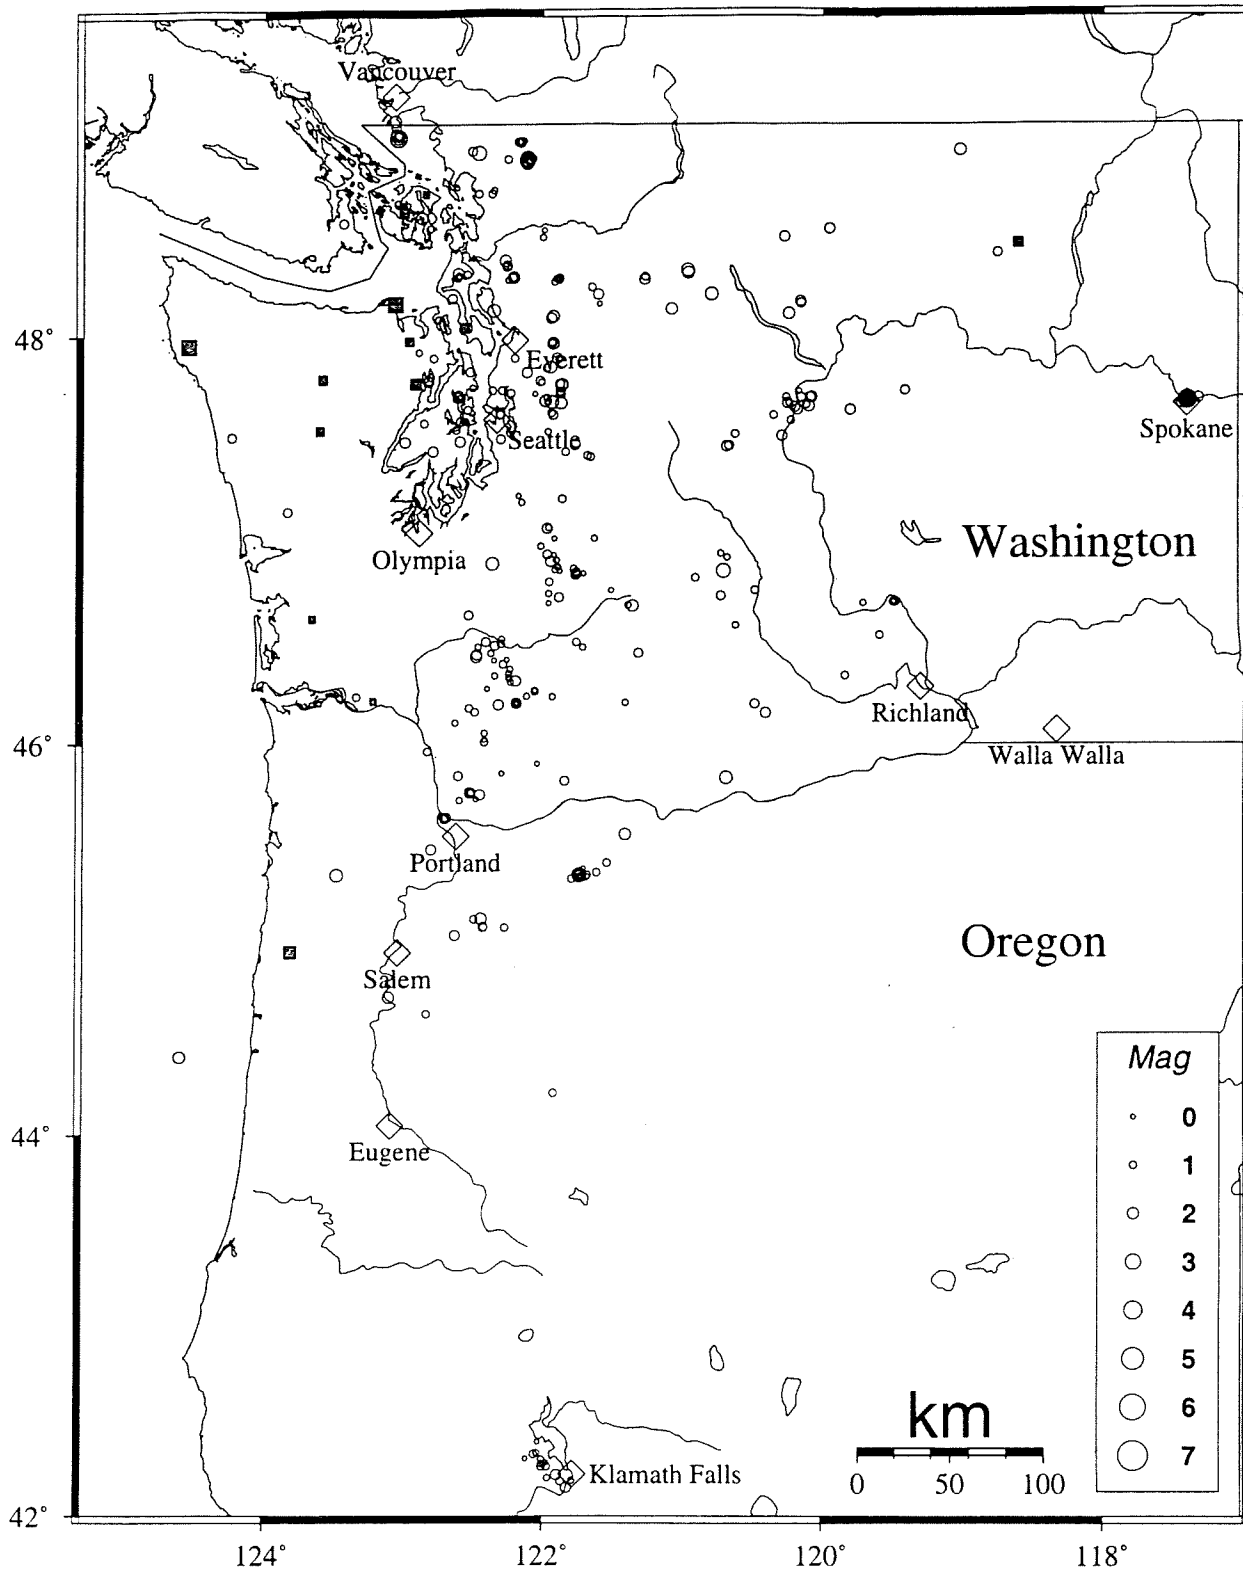 Vancouver
48°
Everett
Seattle
Spokane
Washington
Olympia
Richland
46°
Walla Walla
Portland
Oregon
Salem
Mag
44°
Eugene
0
1
2
3
4
5
6
7
km
0 50 100
Klamath Falls
42°
124° 122° 120° 118°